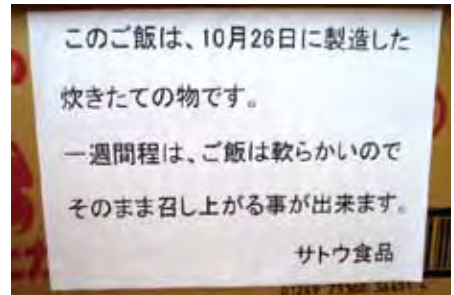 このご飯は、10月26日に製造した
炊きたての物です。
一週間程は、ご飯は軟らかいので
そのまま召し上がる事が出来ます。
サトウ食品